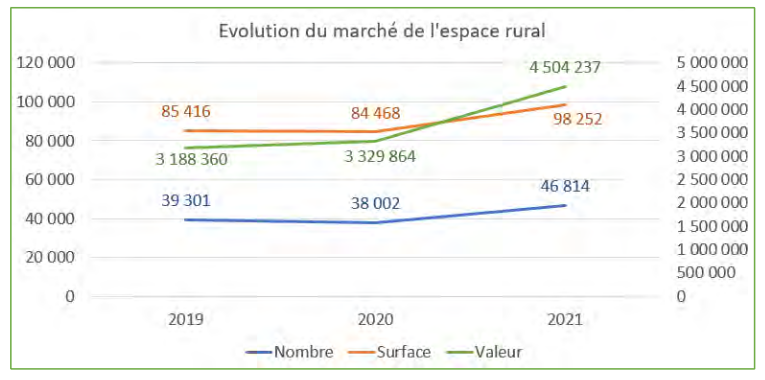 Evolution du marché de l'espace rural
120 000
100 000
80 000
60 000
40 000
20 000
0
5 000 000
4 500 000
4 000 000
3 500 000
3 000 000
2 500 000
2 000 000
1 500 000
1 000 000
500 000
0
85 416
84 468
98 252
3 188 360
3 329 864
4 504 237
39 301
38 002
46 814
2019
2020
2021
Nombre
Surface
Valeur